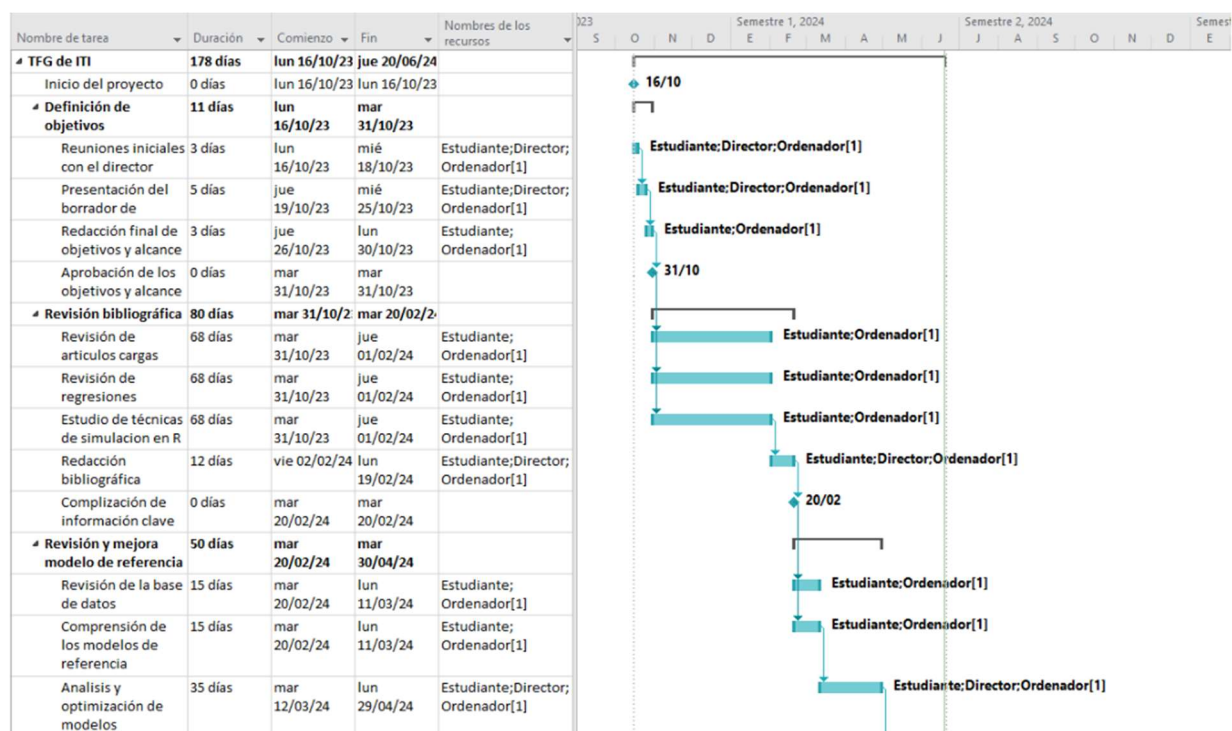 Nombre de tarea Duración Comienzo Fin Nombres de los recursos
023 Semestre 1, 2024 Semestre 2, 2024 Semest
S O N D E F M A M J J A S O N D E
TFG de ITI 178 días lun 16/10/23 jue 20/06/24
Inicio del proyecto 0 días lun 16/10/23 lun 16/10/23 16/10
Definición de 11 días lun mar
objetivos 16/10/23 31/10/23
Reuniones iniciales 3 días lun mié Estudiante;Director; Estudiante;Director;Ordenador[1]
con el director 16/10/23 18/10/23 Ordenador[1]
Presentación del 5 días jue mié Estudiante;Director; Estudiante;Director;Ordenador[1]
borrador de 19/10/23 25/10/23 Ordenador[1]
Redacción final de 3 días jue lun Estudiante; Estudiante;Ordenador[1]
objetivos y alcance 26/10/23 30/10/23 Ordenador[1]
Aprobación de los 0 días mar mar 31/10
objetivos y alcance 31/10/23 31/10/23
Revisión bibliográfica 80 días mar 31/10/2 mar 20/02/2
Revisión de 68 días mar jue Estudiante; Estudiante;Ordenador[1]
articulos cargas 31/10/23 01/02/24 Ordenador[1]
Revisión de 68 días mar jue Estudiante; Estudiante;Ordenador[1]
regresiones 31/10/23 01/02/24 Ordenador[1]
Estudio de técnicas 68 días mar jue Estudiante; Estudiante;Ordenador[1]
de simulacion en R 31/10/23 01/02/24 Ordenador[1]
Redacción 12 días vie 02/02/24 lun Estudiante;Director; Estudiante;Director;Ordenador[1]
bibliográfica 19/02/24 Ordenador[1]
Complización de 0 días mar mar 20/02
información clave 20/02/24 20/02/24
Revisión y mejora 50 días mar mar
modelo de referencia 20/02/24 30/04/24
Revisión de la base 15 días mar lun Estudiante; Estudiante;Ordenador[1]
de datos 20/02/24 11/03/24 Ordenador[1]
Comprensión de 15 días mar lun Estudiante; Estudiante;Ordenador[1]
los modelos de 20/02/24 11/03/24 Ordenador[1]
referencia
Analisis y 35 días mar lun Estudiante;Director; Estudiante;Director;Ordenador[1]
optimización de 12/03/24 29/04/24 Ordenador[1]
modelos